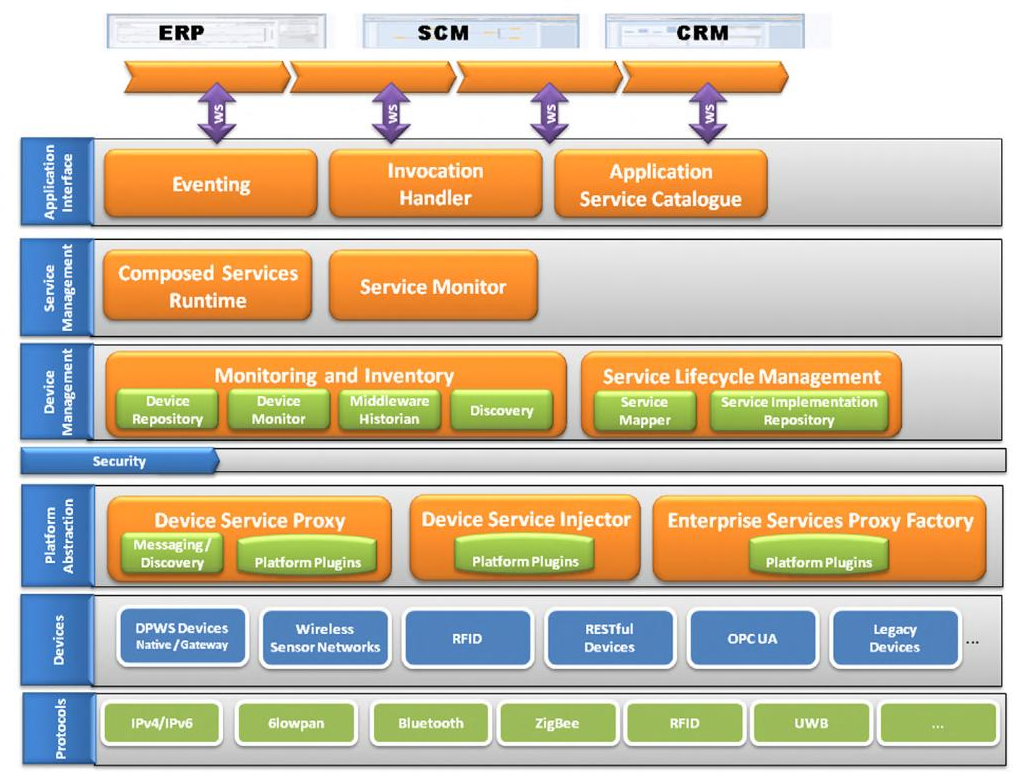 ERP
SCM
CRM
WS
WS
WS
WS
Application
Interface
Eventing
Invocation
Handler
Application
Service Catalogue
Service
Management
Composed Services
Runtime
Service Monitor
Device
Management
Monitoring and Inventory
Device
Repository
Device
Monitor
Middleware
Historian
Discovery
Service Lifecycle Management
Service
Mapper
Service Implementation
Repository
Security
Platform
Abstraction
Device Service Proxy
Messaging/
Discovery
Platform Plugins
Device Service Injector
Platform Plugins
Enterprise Services Proxy Factory
Platform Plugins
Devices
DPWS Devices
Native/Gateway
Wireless
Sensor Networks
RFID
RESTful
Devices
OPC UA
Legacy
Devices
...
Protocols
IPv4/IPv6
6lowpan
Bluetooth
ZigBee
RFID
UWB
...